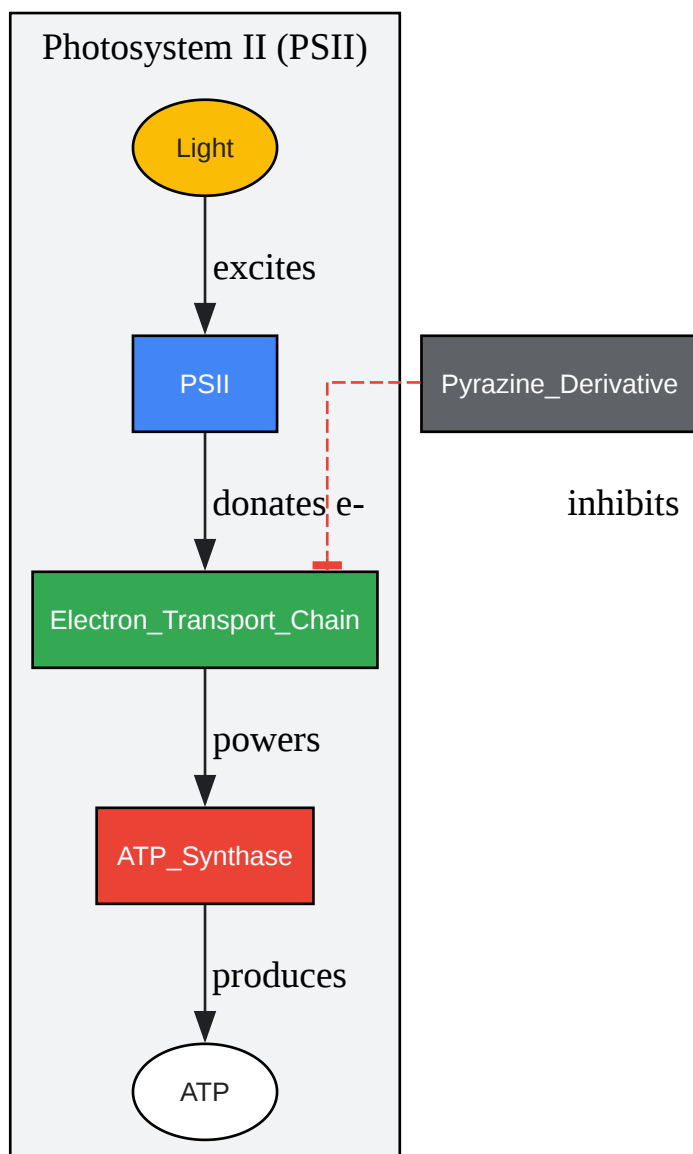 Photosystem II (PSII)
Light
excites
PSII
Pyrazine_Derivative
donates e-
inhibits
Electron_Transport_Chain
powers
ATP_Synthase
produces
ATP